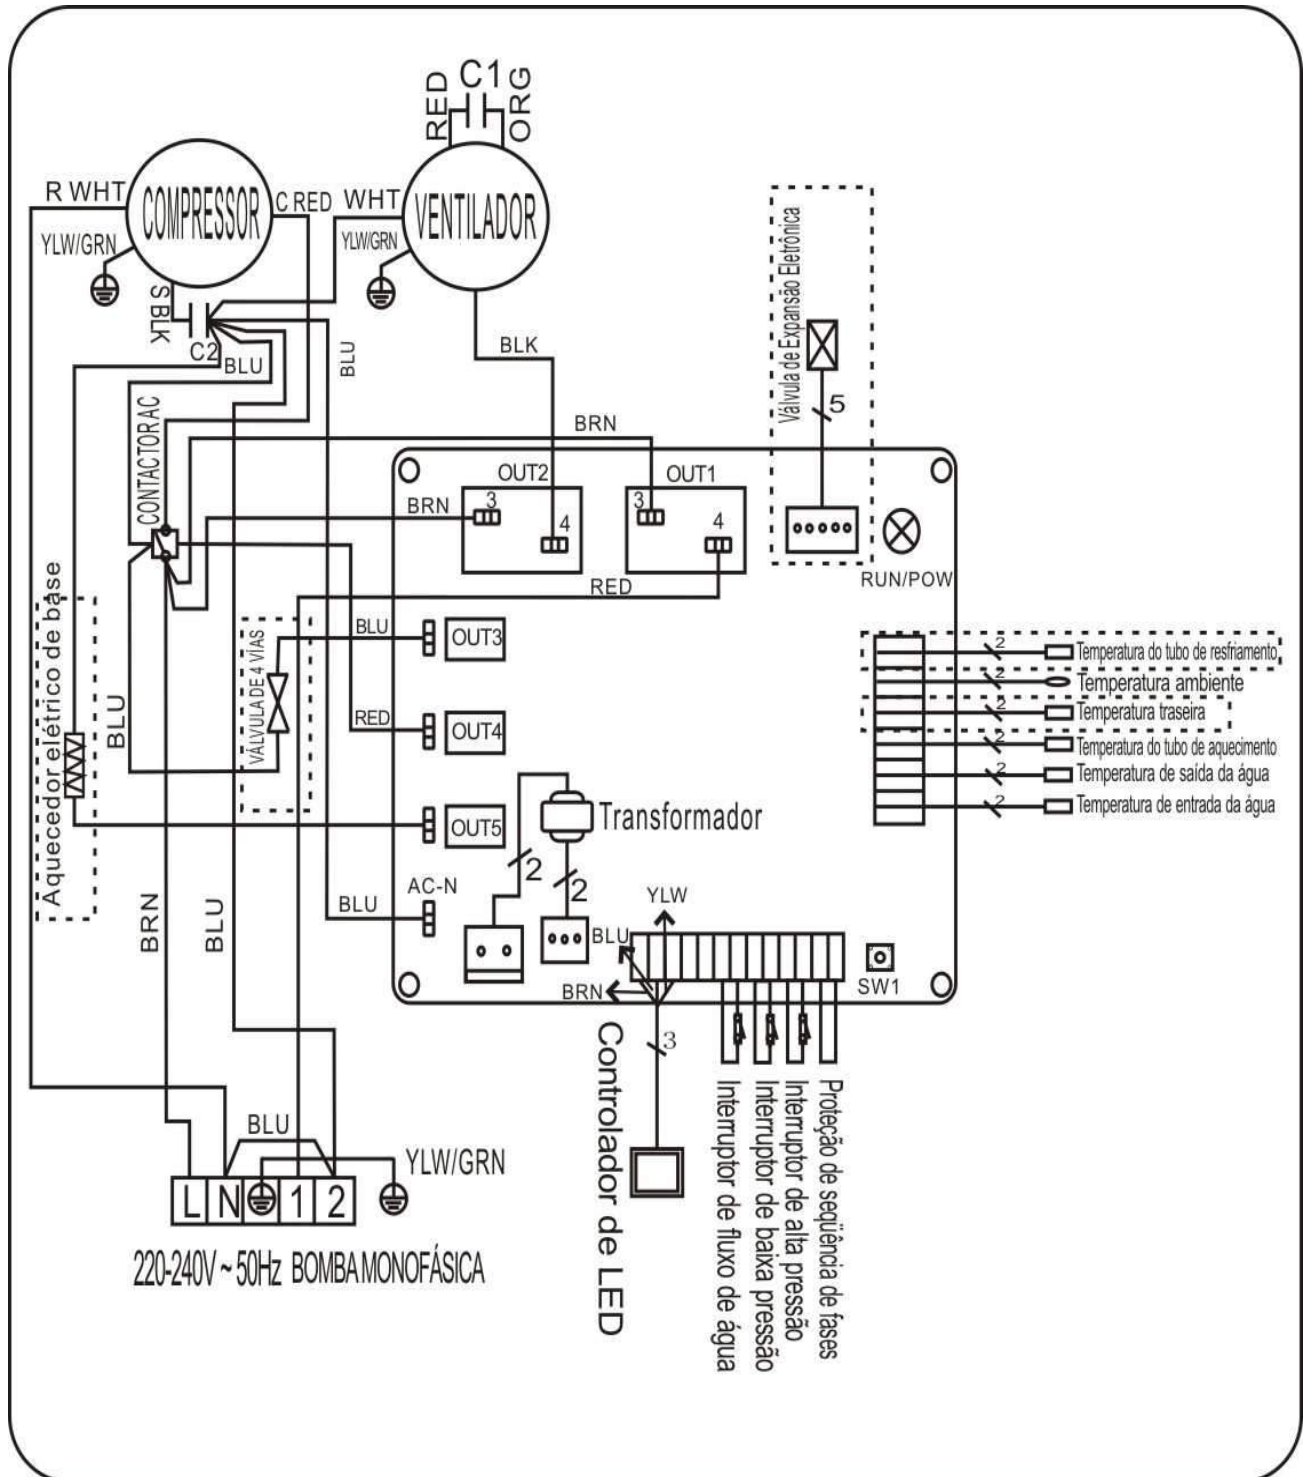 C1
RED
ORG
R WHT
COMPRESSOR
C RED
WHT
VENTILADOR
YLW/GRN
YLW/GRN
S BLK
C2
BLU
BLU
BLK
Válvula de Expansão Eletrônica
5
CONTACTORAC
BRN
BRN
OUT2
3
4
OUT1
3
4
RED
RUN/POW
Aquecedor elétrico de base
BLU
VÁLVULA DE 4 VÍAS
BLU
OUT3
RED
OUT4
OUT5
Transformador
2
2
AC-N
BLU
2
Temperatura do tubo de resfriamento
2
Temperatura ambiente
2
Temperatura traseira
2
Temperatura do tubo de aquecimento
2
Temperatura de saída da água
2
Temperatura de entrada da água
BRN
BLU
YLW
BLU
BRN
SW1
3
Controlador de LED
Interruptor de fluxo de água
Interruptor de baixa pressão
Interruptor de alta pressão
Proteção de seqüência de fases
BLU
YLW/GRN
L N 1 2
220-240V ~ 50Hz BOMBA MONOFÁSICA